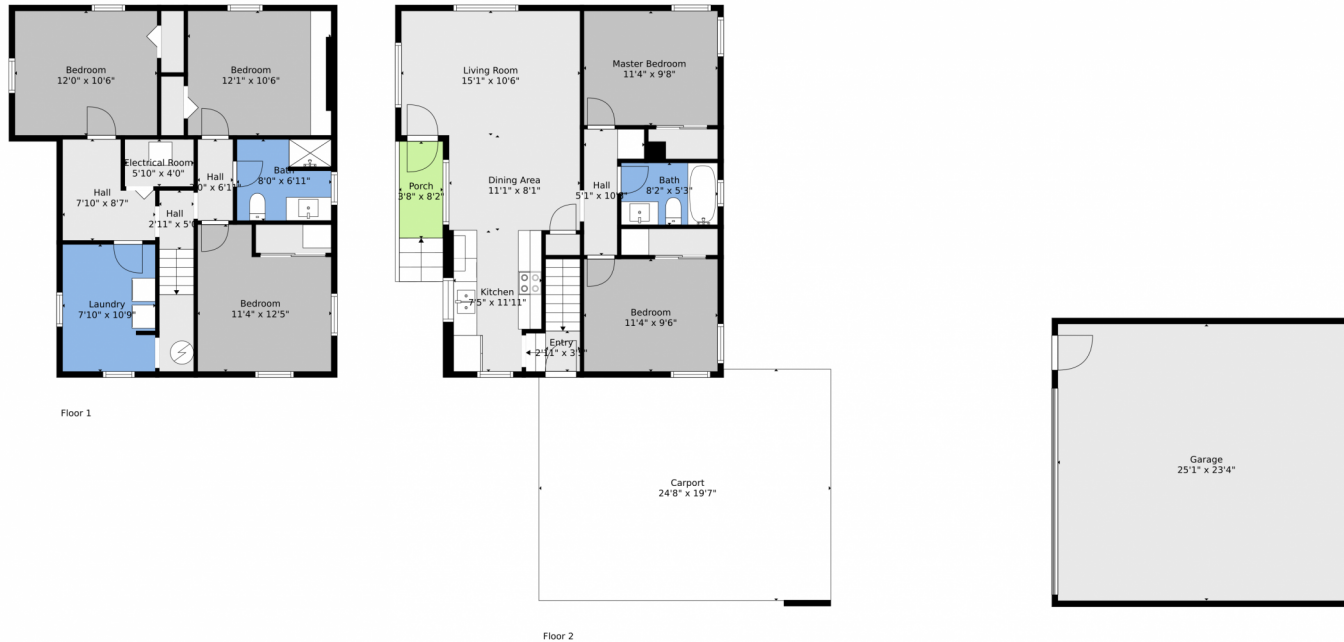 Bedroom
12'0" x 10'6"
Bedroom
12'1" x 10'6"
Electrical Room
5'10" x 4'0"
Hall
6'11"
Bath
8'0" x 6'11"
Hall
7'10" x 8'7"
Hall
2'11" x
Laundry
7'10" x 10'9"
Bedroom
11'4" x 12'5"
Floor 1
Living Room
15'1" x 10'6"
Master Bedroom
11'4" x 9'8"
Porch
3'8" x 8'2"
Dining Area
11'1" x 8'1"
Hall
5'1" x
Bath
8'2" x 5'3"
Kitchen
7'5" x 11'11"
Bedroom
11'4" x 9'6"
Entry
2'11" x
Carport
24'8" x 19'7"
Floor 2
Garage
25'1" x 23'4"